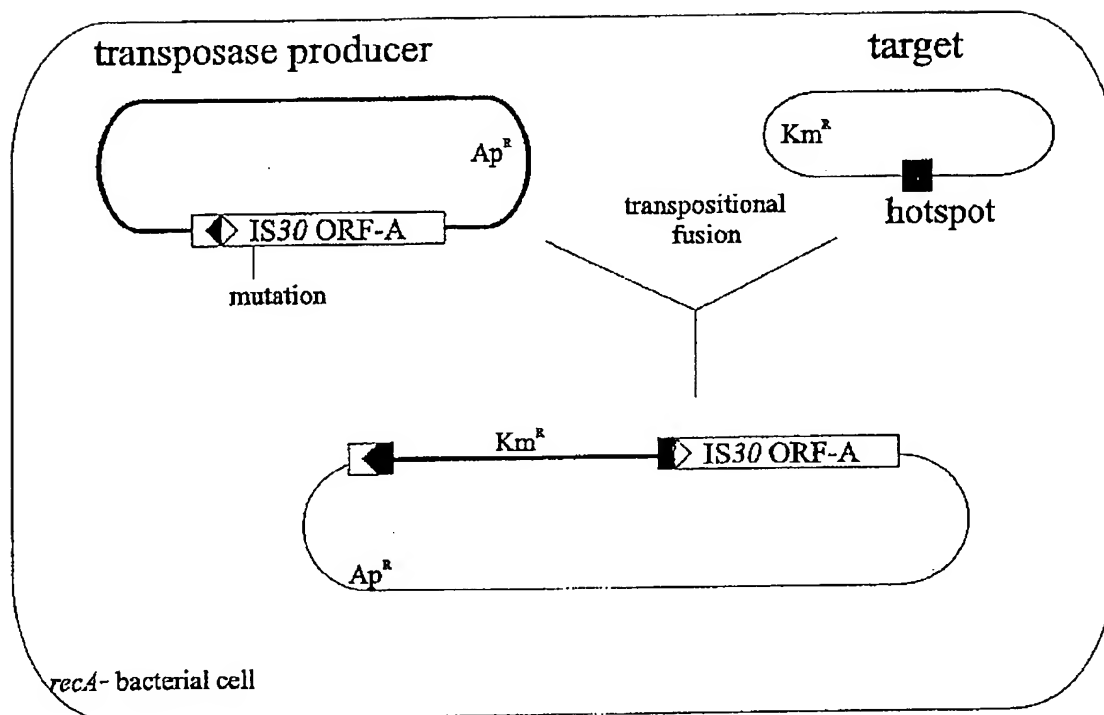 transposase producer
target
Ap^R
Km^R
IS30 ORF-A
hotspot
mutation
transpositional
fusion
Km^R
IS30 ORF-A
Ap^R
recA- bacterial cell